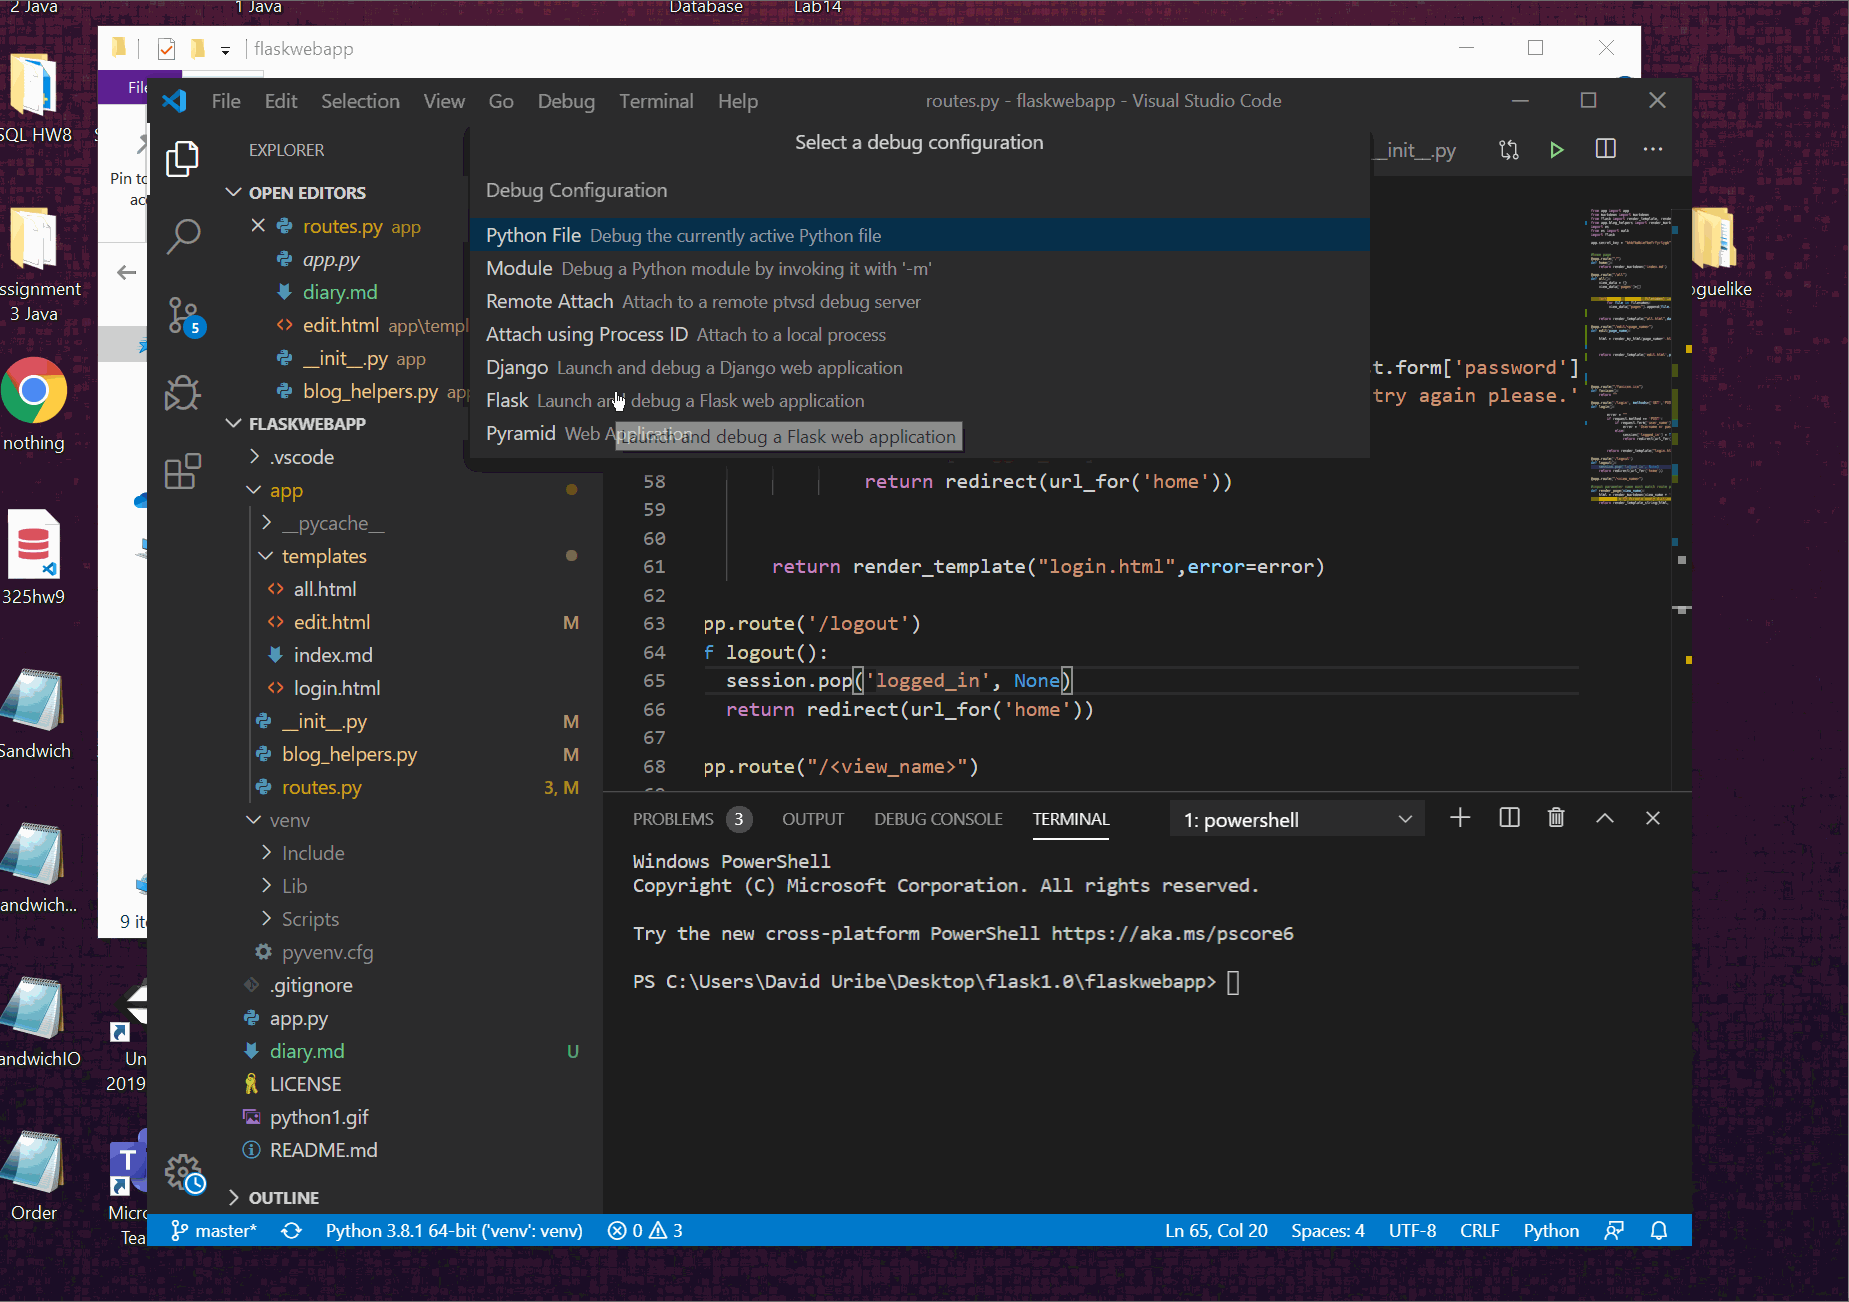 2 Java
1 Java
Database
Lab14
flaskwebapp
File
File Edit Selection View Go Debug Terminal Help
routes.py - flaskwebapp - Visual Studio Code
SQL HW8
Pin to
EXPLORER
Select a debug configuration
__init__.py
OPEN EDITORS
Debug Configuration
routes.py app
app.py
diary.md
edit.html app\templ
__init__.py app
blog_helpers.py app
Python File Debug the currently active Python file
Module Debug a Python module by invoking it with '-m'
Remote Attach Attach to a remote ptvsd debug server
Attach using Process ID Attach to a local process
Django Launch and debug a Django web application
Flask Launch and debug a Flask web application
Pyramid Web Application
Launch and debug a Flask web application
t.form['password']
try again please.'
ssignment
3 Java
oguelike
nothing
325hw9
Sandwich
andwich...
9 ite
andwichIO
Un
2019
Order
Micro
Tea
FLASKWEBAPP
.vscode
app
__pycache__
templates
all.html
edit.html M
index.md
login.html
__init__.py M
blog_helpers.py M
routes.py 3, M
venv
Include
Lib
Scripts
pyvenv.cfg
.gitignore
app.py
diary.md U
LICENSE
python1.gif
README.md
OUTLINE
5
58 return redirect(url_for('home'))
59
60
61 return render_template("login.html",error=error)
62
63 pp.route('/logout')
64 f logout():
65 session.pop('logged_in', None)
66 return redirect(url_for('home'))
67
68 pp.route("/<view_name>")
PROBLEMS 3 OUTPUT DEBUG CONSOLE TERMINAL
1: powershell
Windows PowerShell
Copyright (C) Microsoft Corporation. All rights reserved.
Try the new cross-platform PowerShell https://aka.ms/pscore6
PS C:\Users\David Uribe\Desktop\flask1.0\flaskwebapp>
master* Python 3.8.1 64-bit ('venv': venv) 0 3
Ln 65, Col 20 Spaces: 4 UTF-8 CRLF Python